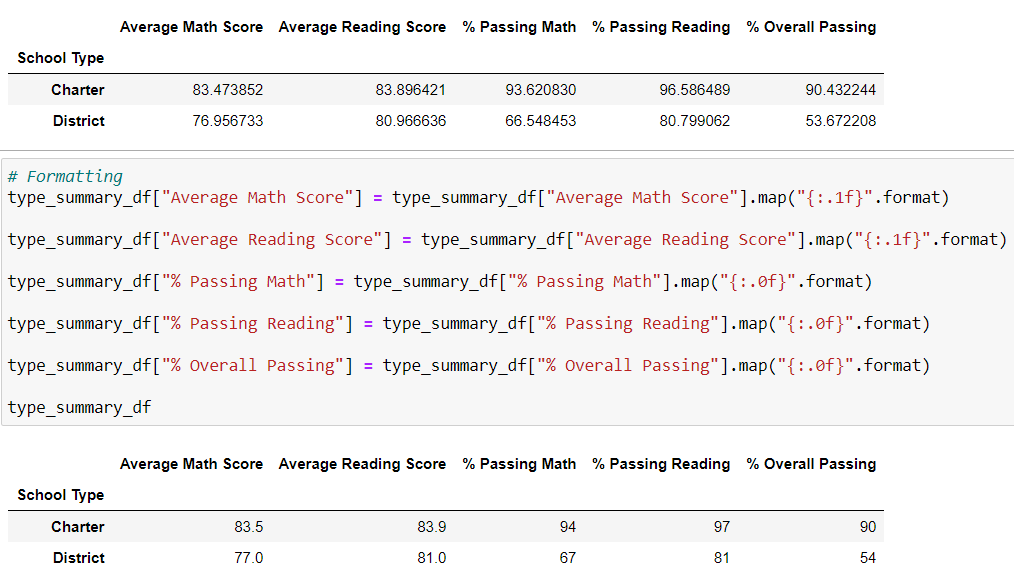 Average Math Score Average Reading Score % Passing Math % Passing Reading % Overall Passing
School Type
Charter 83.473852 83.896421 93.620830 96.586489 90.432244
District 76.956733 80.966636 66.548453 80.799062 53.672208
# Formatting
type_summary_df["Average Math Score"] = type_summary_df["Average Math Score"].map("{:.1f}".format)
type_summary_df["Average Reading Score"] = type_summary_df["Average Reading Score"].map("{:.1f}".format)
type_summary_df["% Passing Math"] = type_summary_df["% Passing Math"].map("{:.0f}".format)
type_summary_df["% Passing Reading"] = type_summary_df["% Passing Reading"].map("{:.0f}".format)
type_summary_df["% Overall Passing"] = type_summary_df["% Overall Passing"].map("{:.0f}".format)
type_summary_df
Average Math Score Average Reading Score % Passing Math % Passing Reading % Overall Passing
School Type
Charter 83.5 83.9 94 97 90
District 77.0 81.0 67 81 54